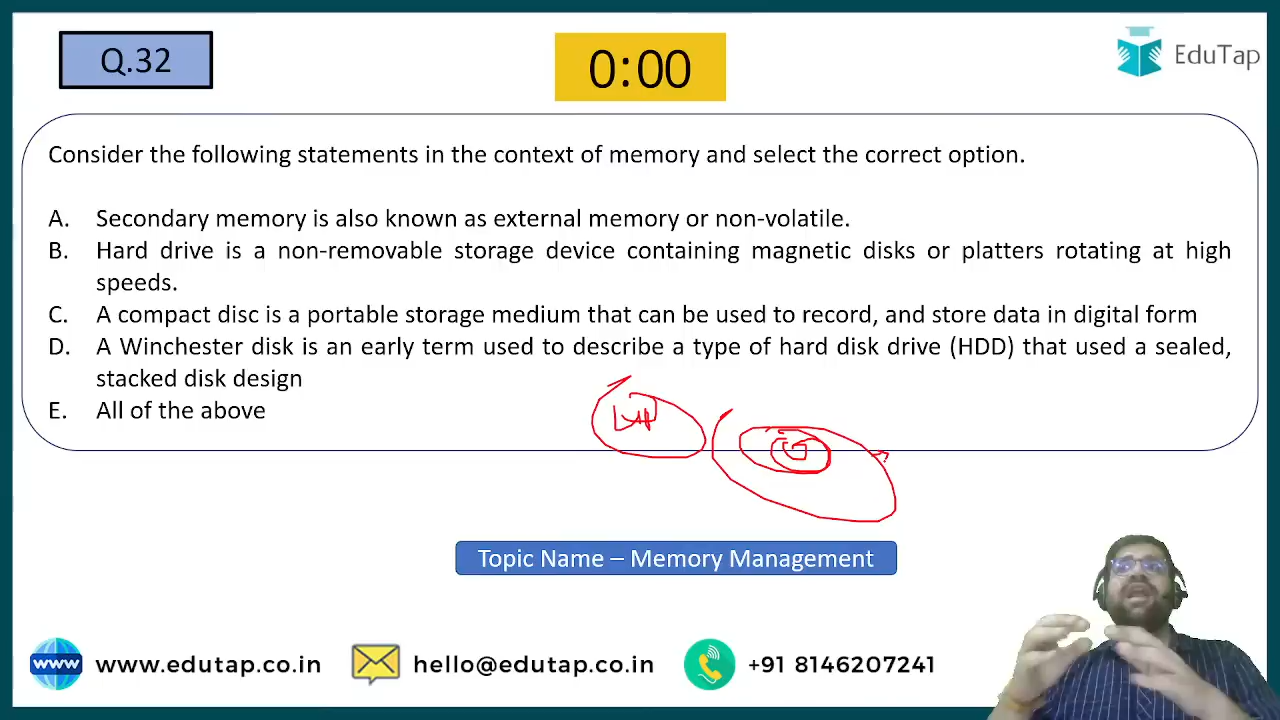 Q.32
0:00
EduTap
Consider the following statements in the context of memory and select the correct option.
A. Secondary memory is also known as external memory or non-volatile.
B. Hard drive is a non-removable storage device containing magnetic disks or platters rotating at high
speeds.
C. A compact disc is a portable storage medium that can be used to record, and store data in digital form
D. A Winchester disk is an early term used to describe a type of hard disk drive (HDD) that used a sealed,
stacked disk design
E. All of the above
Topic Name – Memory Management
www www.edutap.co.in hello@edutap.co.in +91 8146207241